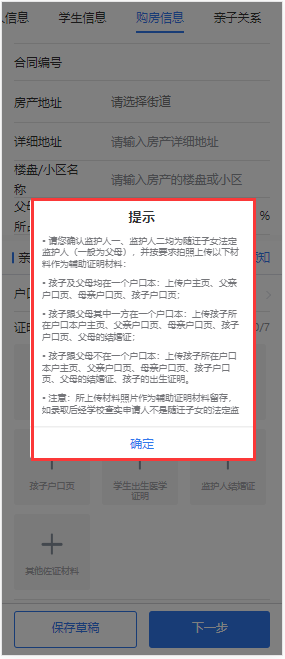 人信息 学生信息 购房信息 亲子关系
合同编号
房产地址 请选择街道
详细地址 请输入房产详细地址
楼盘/小区名
称
请输入房产的楼盘或小区
父母
所占
%
提示
• 请您确认监护人一、监护人二均为随迁子女法定
监护人（一般为父母），并按要求拍照上传以下材
料作为辅助证明材料：
• 孩子及父母均在一个户口本：上传户主页、父亲
户口页、母亲户口页、孩子户口页；
• 孩子跟父母其中一方在一个户口本：上传孩子所
在户口本户主页、父亲户口页、母亲户口页、孩子
户口页、父母的结婚证；
• 孩子跟父母不在一个户口本：上传孩子所在户口
本户主页、父亲户口页、母亲户口页、孩子户口
页、父母的结婚证、孩子的出生证明。
• 注意：所上传材料照片作为辅助证明材料留存，
如录取后经学校查实申请人不是随迁子女的法定监
确定
亲
知
户口
证明
0/7
孩子户口页
学生出生医学
证明
监护人结婚证
其他佐证材料
保存草稿 下一步